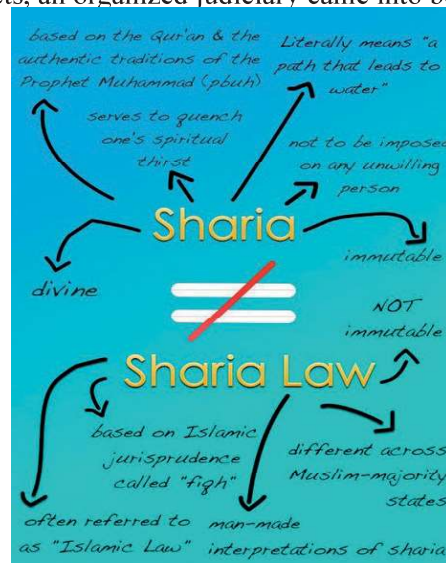 based on the Qur'an & the
authentic traditions of the
Prophet Muhammad (pbuh)
Literally means "a
path that leads to
water"
serves to quench
one's spiritual
thirst
not to be imposed
on any unwilling
person
Sharia
immutable
divine
≠
NOT
immutable
Sharia Law
based on Islamic
jurisprudence
called "fiqh"
different across
Muslim-majority
states
often referred to
as "Islamic Law"
man-made
interpretations of sharia